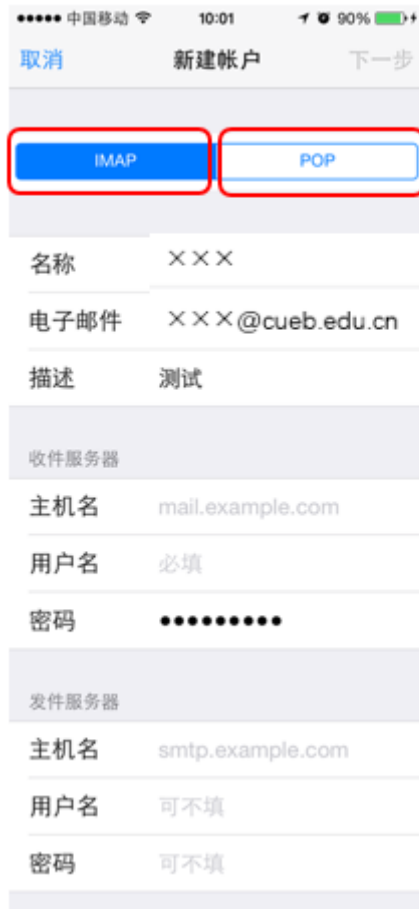 中国移动 10:01 90%
取消 新建帐户 下一步
IMAP POP
名称 ×××
电子邮件 ×××@cueb.edu.cn
描述 测试
收件服务器
主机名 mail.example.com
用户名 必填
密码 ●●●●●●●●●
发件服务器
主机名 smtp.example.com
用户名 可不填
密码 可不填